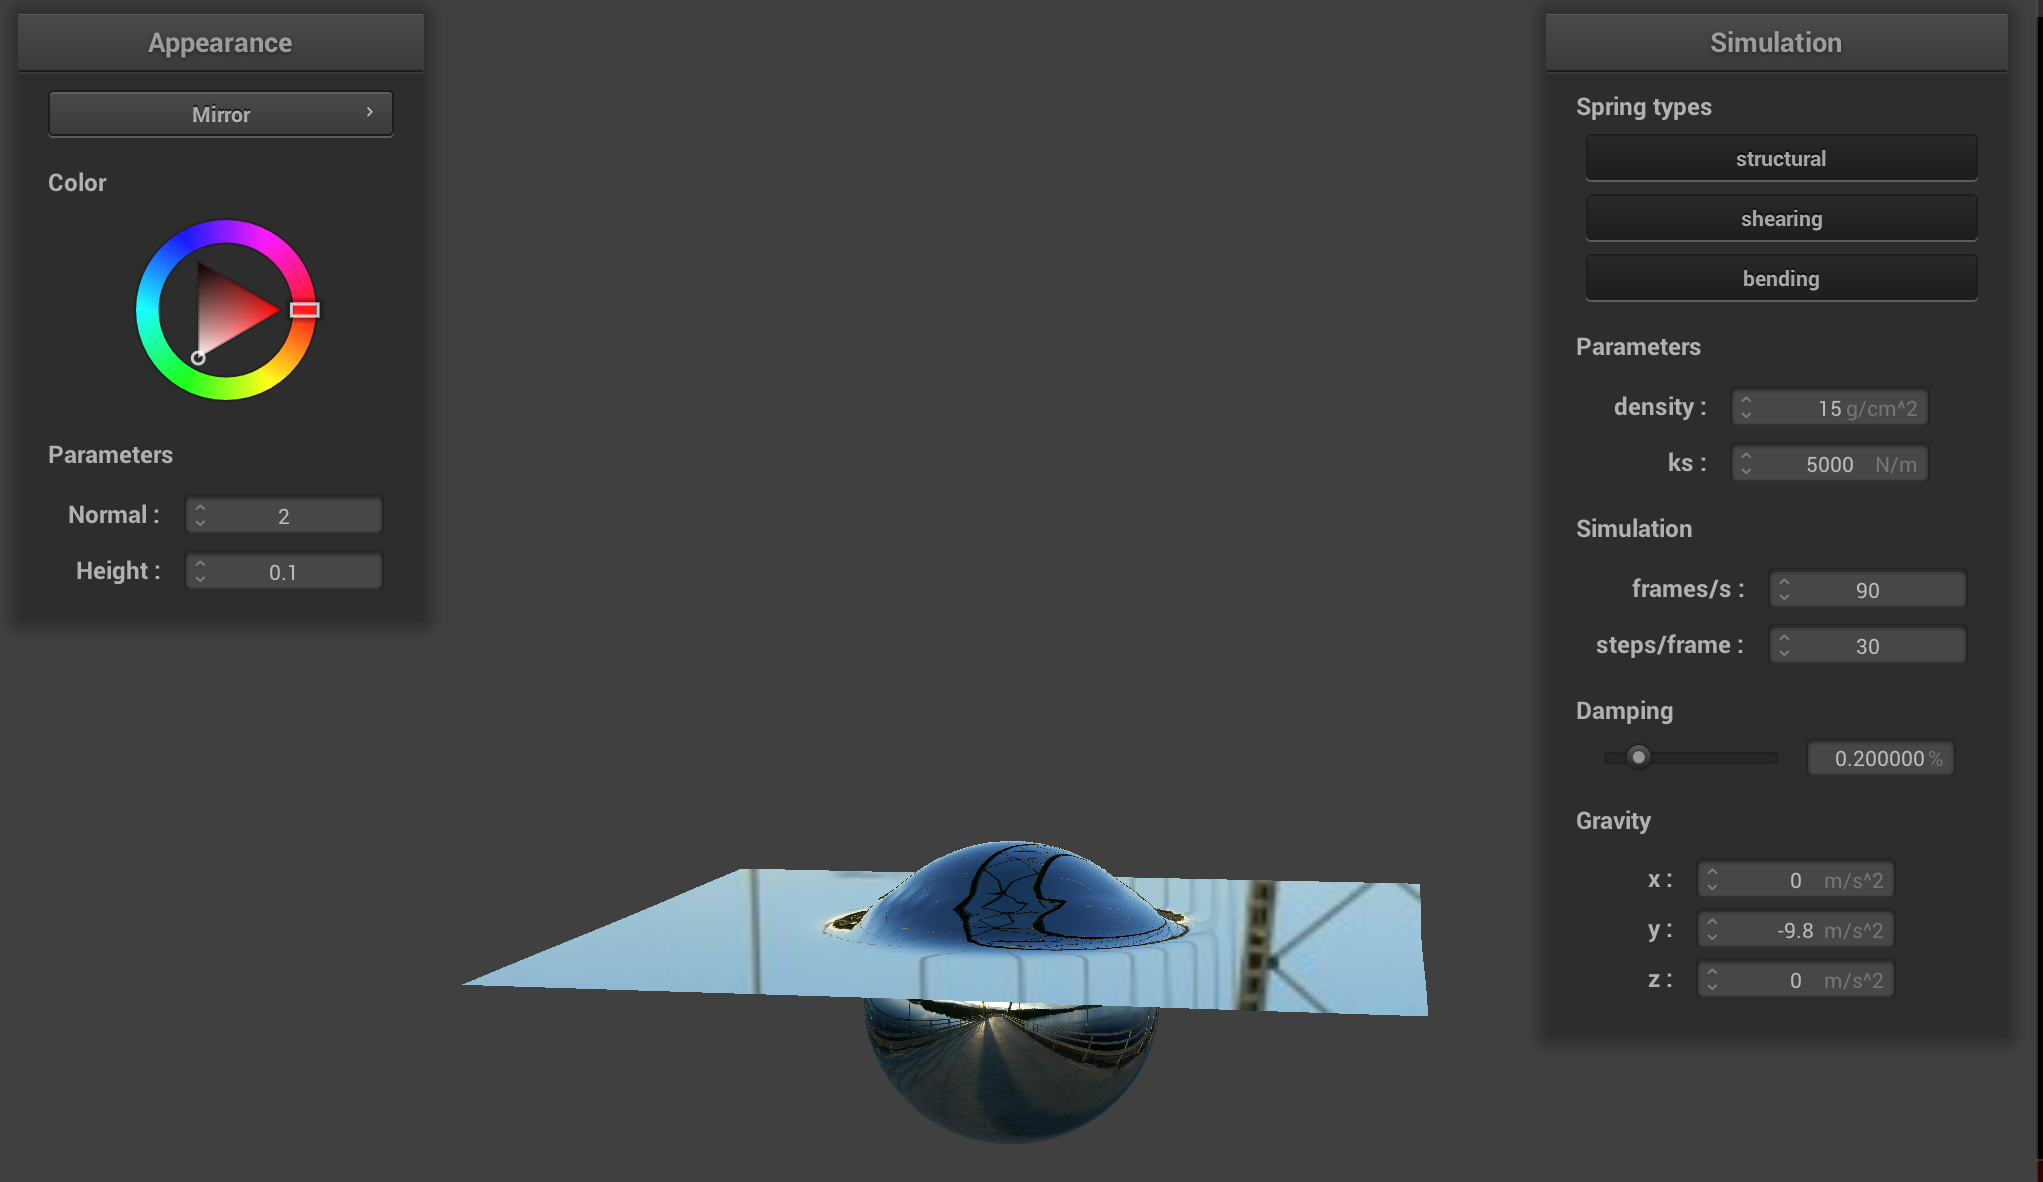 Appearance
Mirror
Color
Parameters
Normal : 2
Height : 0.1
Simulation
Spring types
structural
shearing
bending
Parameters
density : 15 g/cm^2
ks : 5000 N/m
Simulation
frames/s : 90
steps/frame : 30
Damping
0.200000 %
Gravity
x : 0 m/s^2
y : -9.8 m/s^2
z : 0 m/s^2